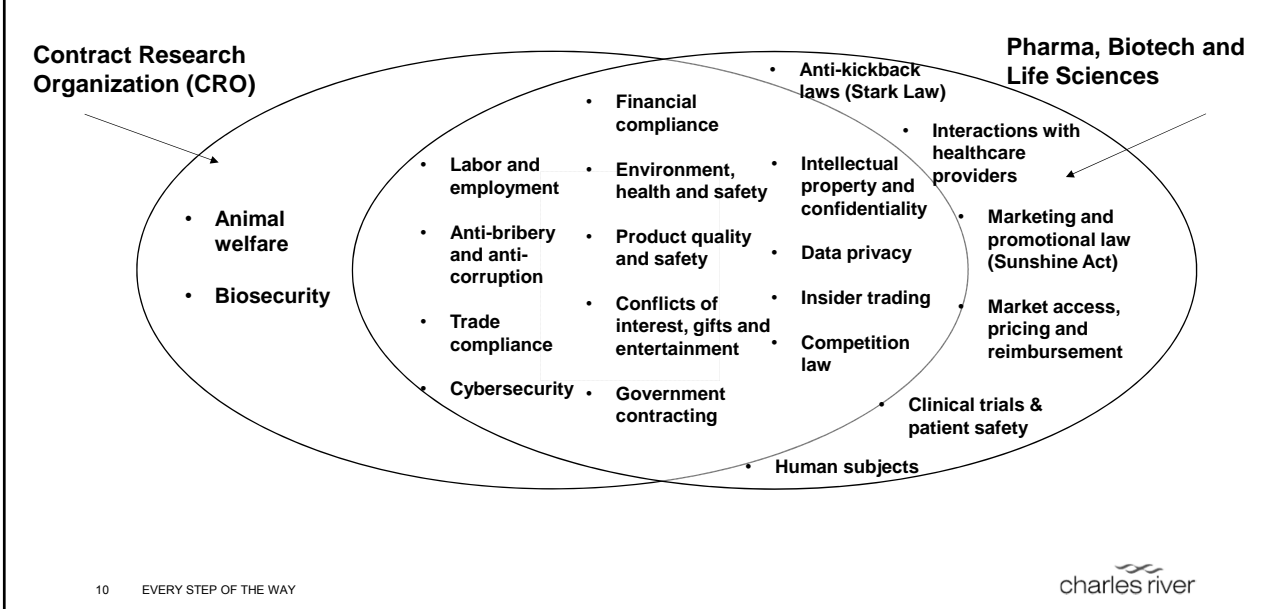 Contract Research
Organization (CRO)
Pharma, Biotech and
Life Sciences
• Animal
welfare
• Biosecurity
• Labor and
employment
• Anti-bribery
and anti-
corruption
• Trade
compliance
• Cybersecurity
• Financial
compliance
• Environment,
health and safety
• Product quality
and safety
• Conflicts of
interest, gifts and
entertainment
• Government
contracting
• Intellectual
property and
confidentiality
• Data privacy
• Insider trading
• Competition
law
• Anti-kickback
laws (Stark Law)
• Interactions with
healthcare
providers
• Marketing and
promotional law
(Sunshine Act)
• Market access,
pricing and
reimbursement
• Clinical trials &
patient safety
• Human subjects
10 EVERY STEP OF THE WAY
charles river